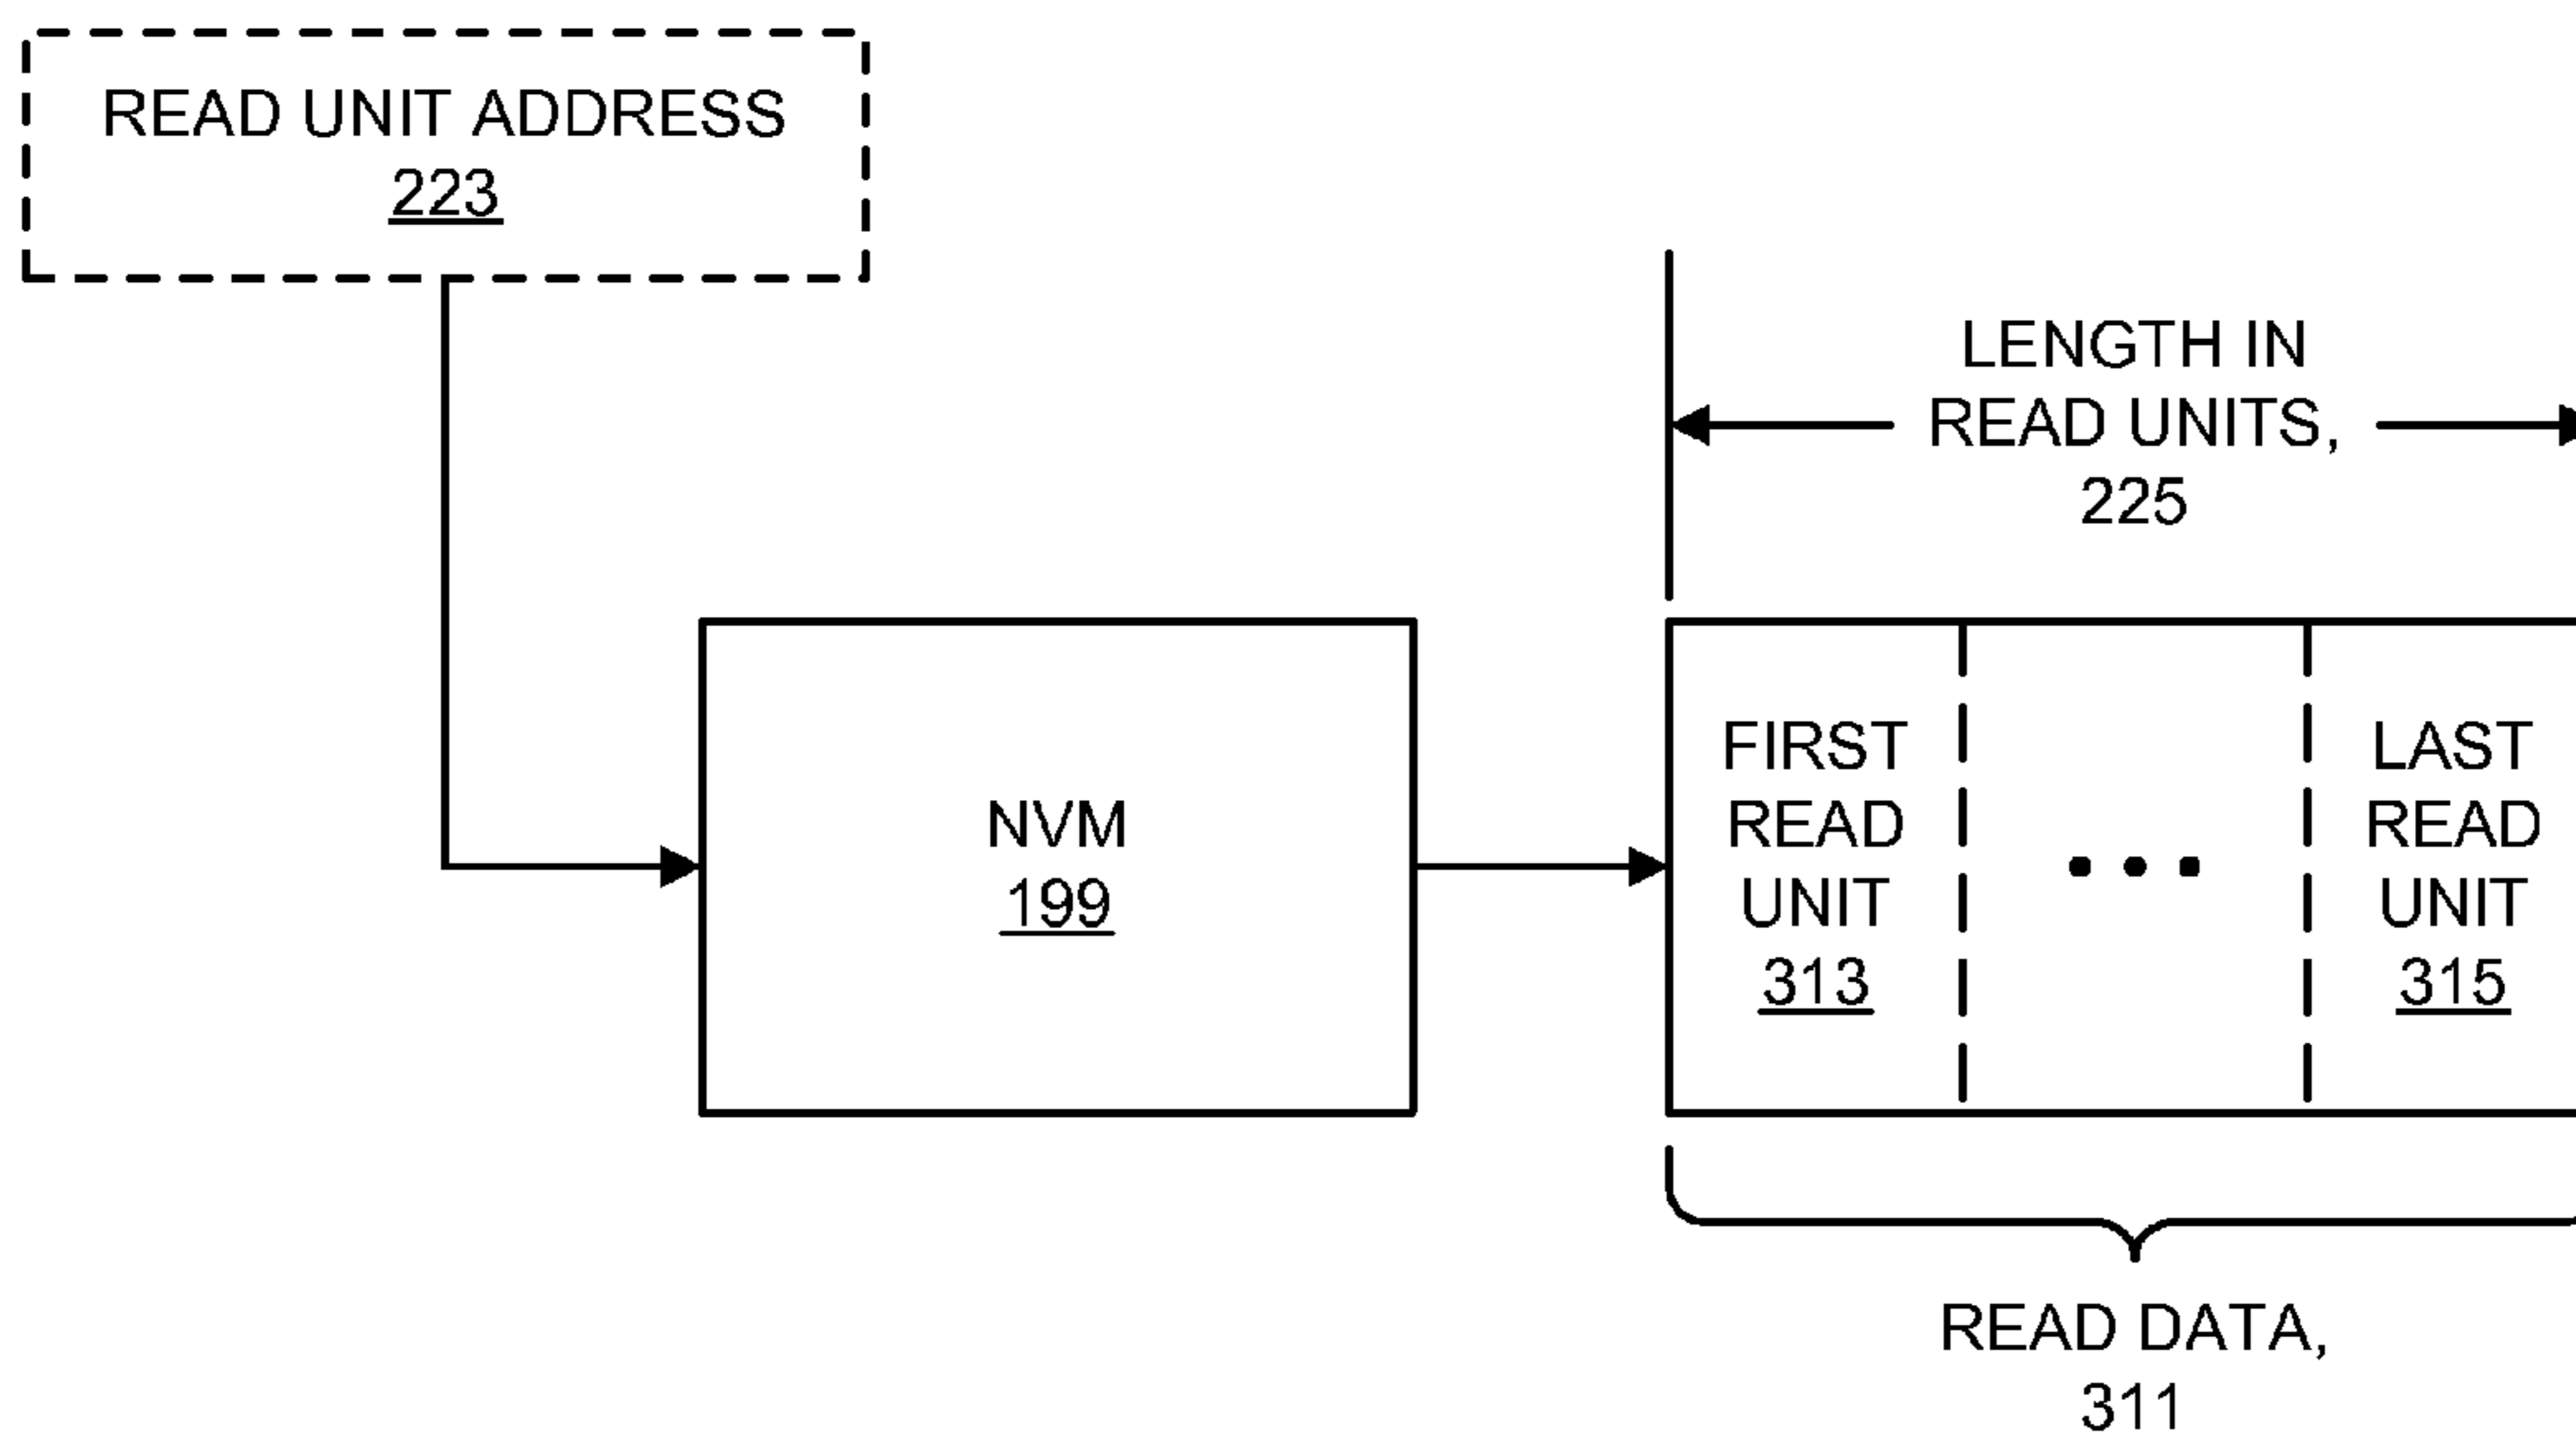 READ UNIT ADDRESS
223
LENGTH IN
READ UNITS,
225
NVM
199
FIRST
READ
UNIT
313
LAST
READ
UNIT
315
READ DATA,
311